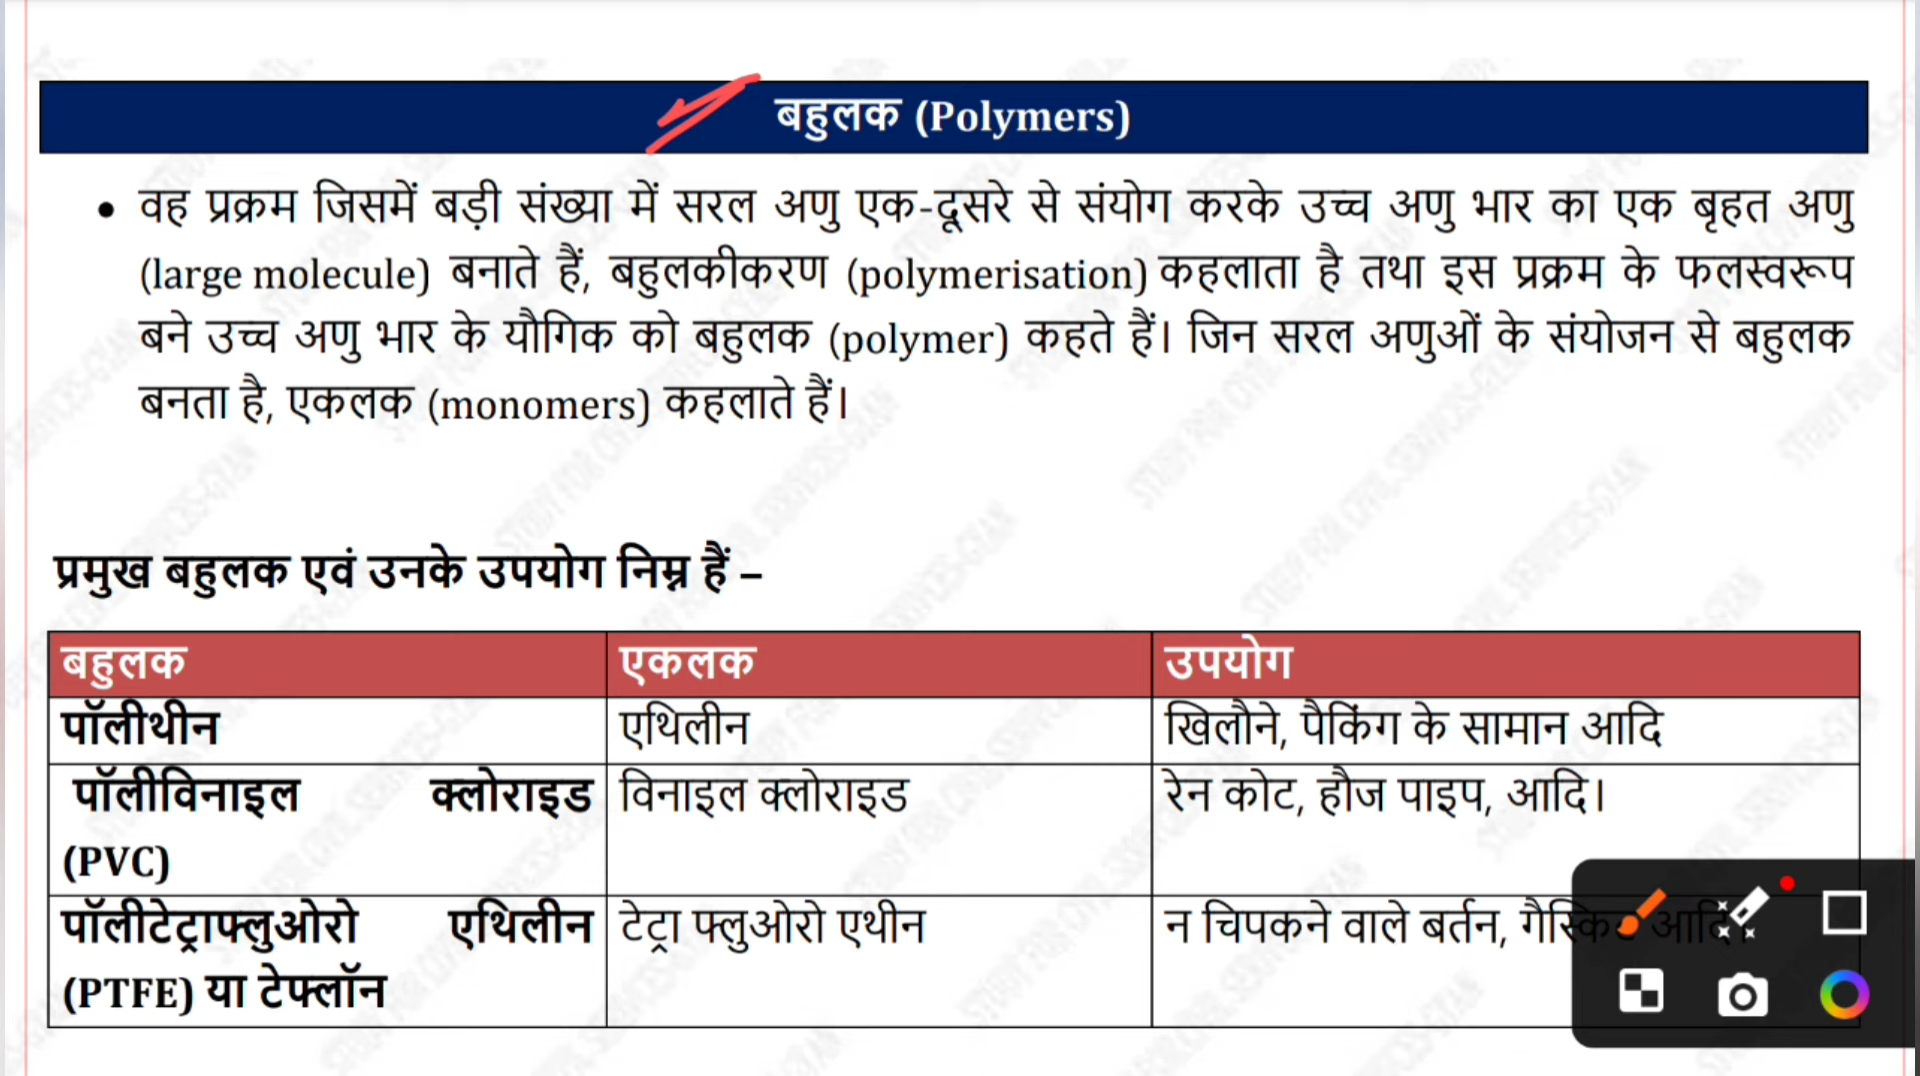 बहुलक (Polymers)
• वह प्रक्रम जिसमें बड़ी संख्या में सरल अणु एक-दूसरे से संयोग करके उच्च अणु भार का एक बृहत अणु
(large molecule) बनाते हैं, बहुलकीकरण (polymerisation) कहलाता है तथा इस प्रक्रम के फलस्वरूप
बने उच्च अणु भार के यौगिक को बहुलक (polymer) कहते हैं। जिन सरल अणुओं के संयोजन से बहुलक
बनता है, एकलक (monomers) कहलाते हैं।
प्रमुख बहुलक एवं उनके उपयोग निम्न हैं –
बहुलक एकलक उपयोग
पॉलीथीन एथिलीन खिलौने, पैकिंग के सामान आदि
पॉलीविनाइल क्लोराइड विनाइल क्लोराइड रेन कोट, हौज पाइप, आदि।
(PVC)
पॉलीटेट्राफ्लुओरो एथिलीन टेट्रा फ्लुओरो एथीन न चिपकने वाले बर्तन, गैस्किट आदि।
(PTFE) या टेफ्लॉन